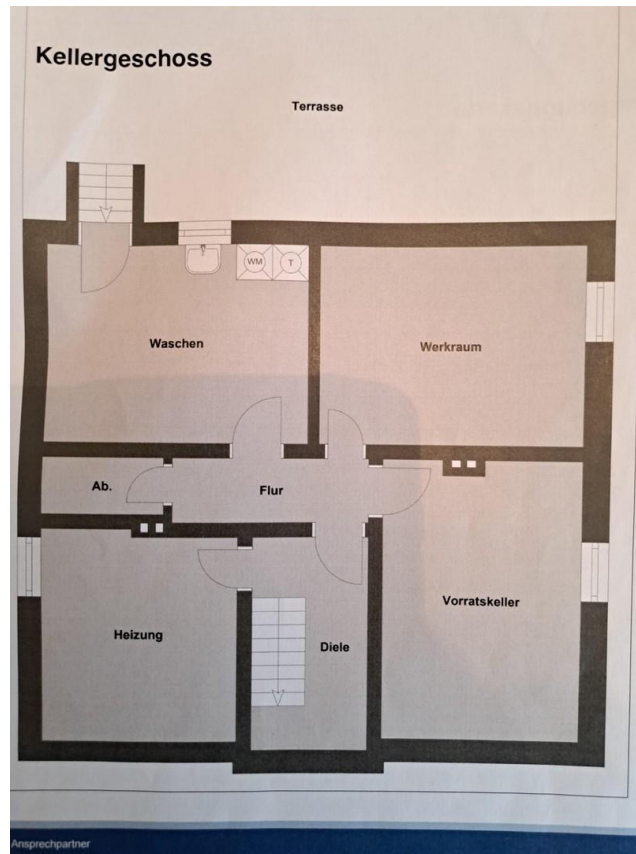 Kellergeschoss
Terrasse
WM
T
Waschen
Werkraum
Ab.
Flur
Vorratskeller
Heizung
Diele
Ansprechpartner